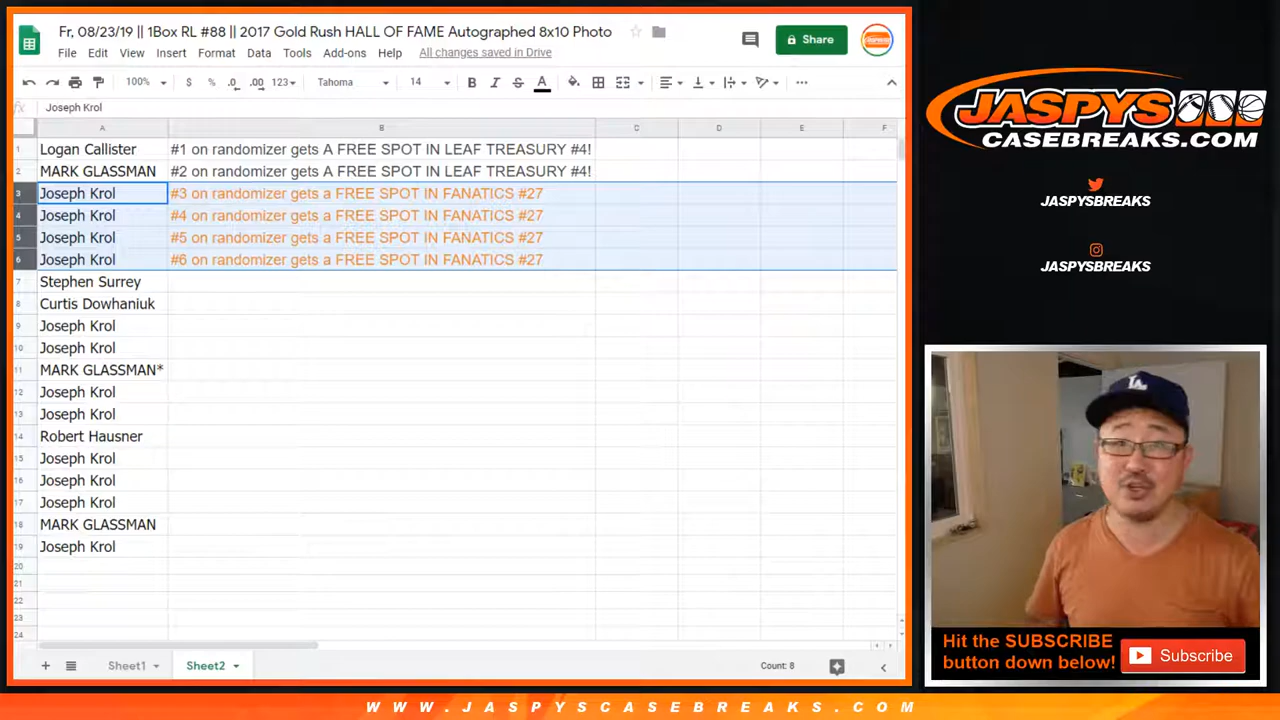 Fr, 08/23/19 || 1Box RL #88 || 2017 Gold Rush HALL OF FAME Autographed 8x10 Photo
File Edit View Insert Format Data Tools Add-ons Help All changes saved in Drive
Share
100% $ % .0 .00 123 Tahoma 14 B I S A
fx Joseph Krol
A B C D E F
1 Logan Callister #1 on randomizer gets A FREE SPOT IN LEAF TREASURY #4!
2 MARK GLASSMAN #2 on randomizer gets A FREE SPOT IN LEAF TREASURY #4!
3 Joseph Krol #3 on randomizer gets a FREE SPOT IN FANATICS #27
4 Joseph Krol #4 on randomizer gets a FREE SPOT IN FANATICS #27
5 Joseph Krol #5 on randomizer gets a FREE SPOT IN FANATICS #27
6 Joseph Krol #6 on randomizer gets a FREE SPOT IN FANATICS #27
7 Stephen Surrey
8 Curtis Dowhaniuk
9 Joseph Krol
10 Joseph Krol
11 MARK GLASSMAN*
12 Joseph Krol
13 Joseph Krol
14 Robert Hausner
15 Joseph Krol
16 Joseph Krol
17 Joseph Krol
18 MARK GLASSMAN
19 Joseph Krol
20
21
22
23
24
Sheet1 Sheet2 Count: 8
JASPYS
CASEBREAKS.COM
JASPYSBREAKS
JASPYSBREAKS
LA
Hit the SUBSCRIBE
button down below!
Subscribe
WWW.JASPYSCASEBREAKS.COM